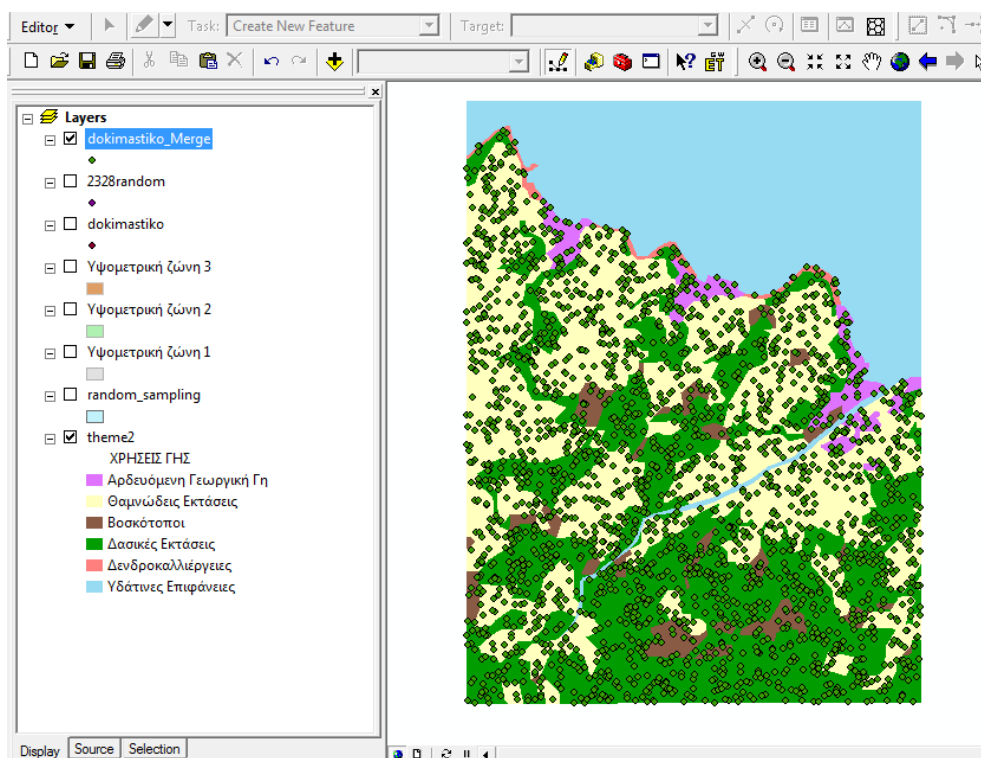 Editor Task: Create New Feature Target:
Layers
dokimastiko_Merge
2328random
dokimastiko
Υψομετρική ζώνη 3
Υψομετρική ζώνη 2
Υψομετρική ζώνη 1
random_sampling
theme2
ΧΡΗΣΕΙΣ ΓΗΣ
Αρδευόμενη Γεωργική Γη
Θαμνώδεις Εκτάσεις
Βοσκότοποι
Δασικές Εκτάσεις
Δενδροκαλλιέργειες
Υδάτινες Επιφάνειες
Display Source Selection